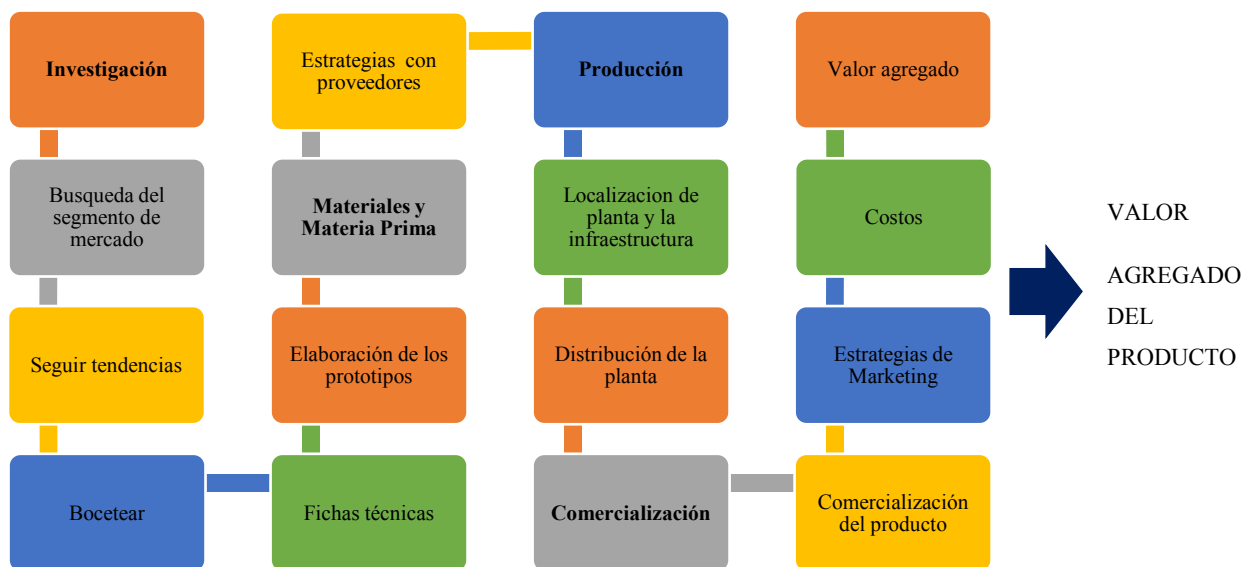 Investigación
Busqueda del
segmento de
mercado
Seguir tendencias
Bocetear
Fichas técnicas
Elaboración de los
prototipos
Materiales y
Materia Prima
Estrategias con
proveedores
Producción
Localizacion de
planta y la
infraestructura
Distribución de la
planta
Comercialización
Comercialización
del producto
Estrategias de
Marketing
Costos
Valor agregado
VALOR
AGREGADO
DEL
PRODUCTO